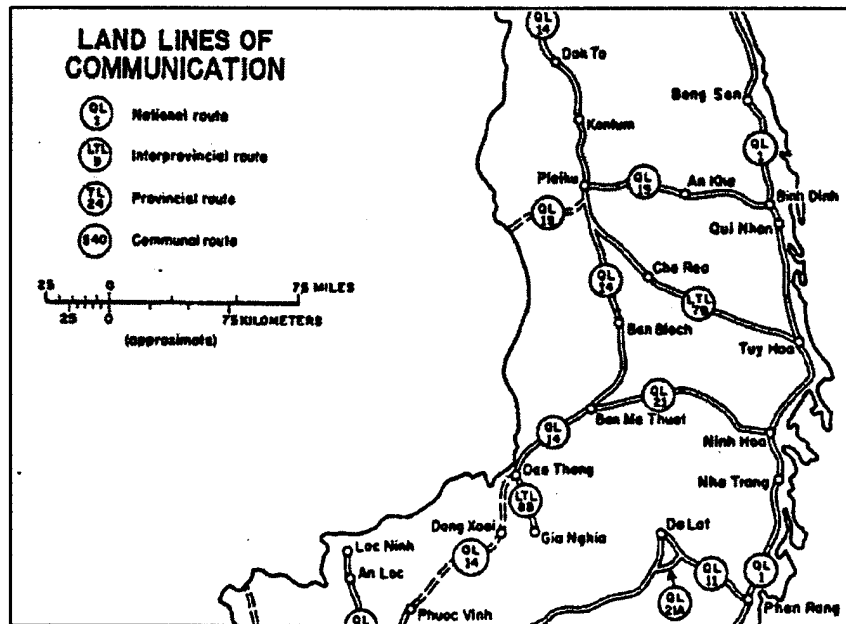 LAND LINES OF
COMMUNICATION
QL
1
National route
LTL
9
Interprovincial route
TL
24
Provincial route
540
Communal route
25 0 75 MILES
25 0 75 KILOMETERS
(approximate)
QL
14
Dak To
Bong Son
Kontum
QL
1
Pleiku
QL
19
An Khe
Binh Dinh
QL
19
Qui Nhon
Cheo Reo
QL
14
LTL
7B
Ban Blech
Tuy Hoa
QL
21
Ban Me Thuot
QL
14
Ninh Hoa
Dae Thong
Nha Trang
LTL
8B
Dong Xoai
Gia Nghia
Da Lat
Loc Ninh
QL
14
An Loc
QL
11
QL
1
QL
21A
Phan Rang
Phuoc Vinh
QL